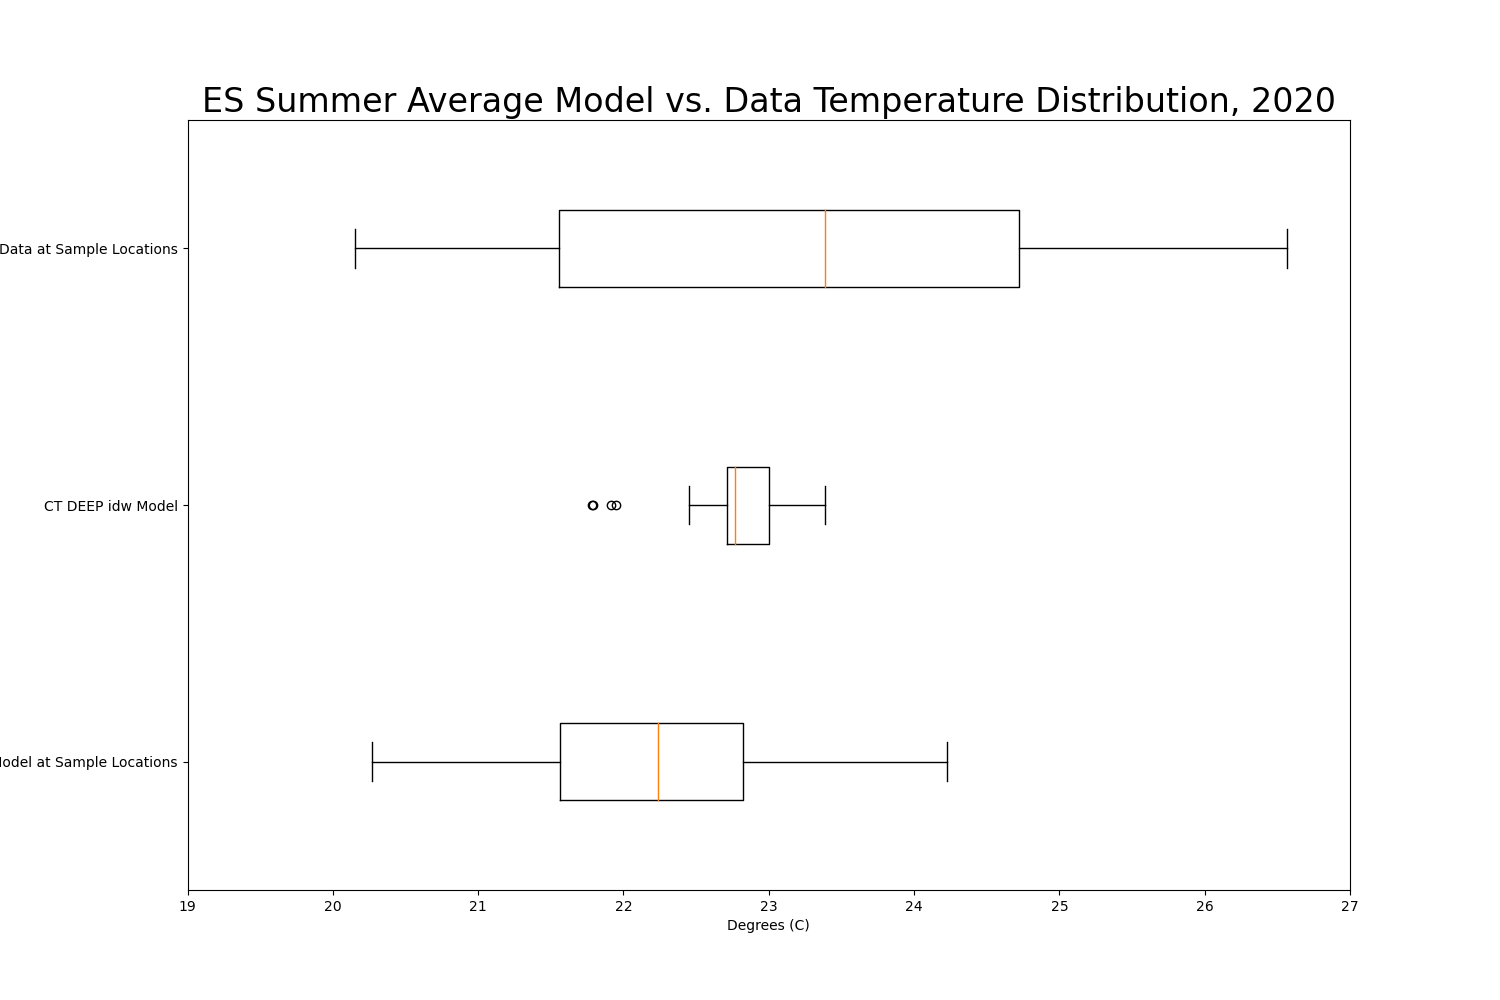 ES Summer Average Model vs. Data Temperature Distribution, 2020
Data at Sample Locations
CT DEEP idw Model
at Sample Locations
19 20 21 22 23 24 25 26 27
Degrees (C)